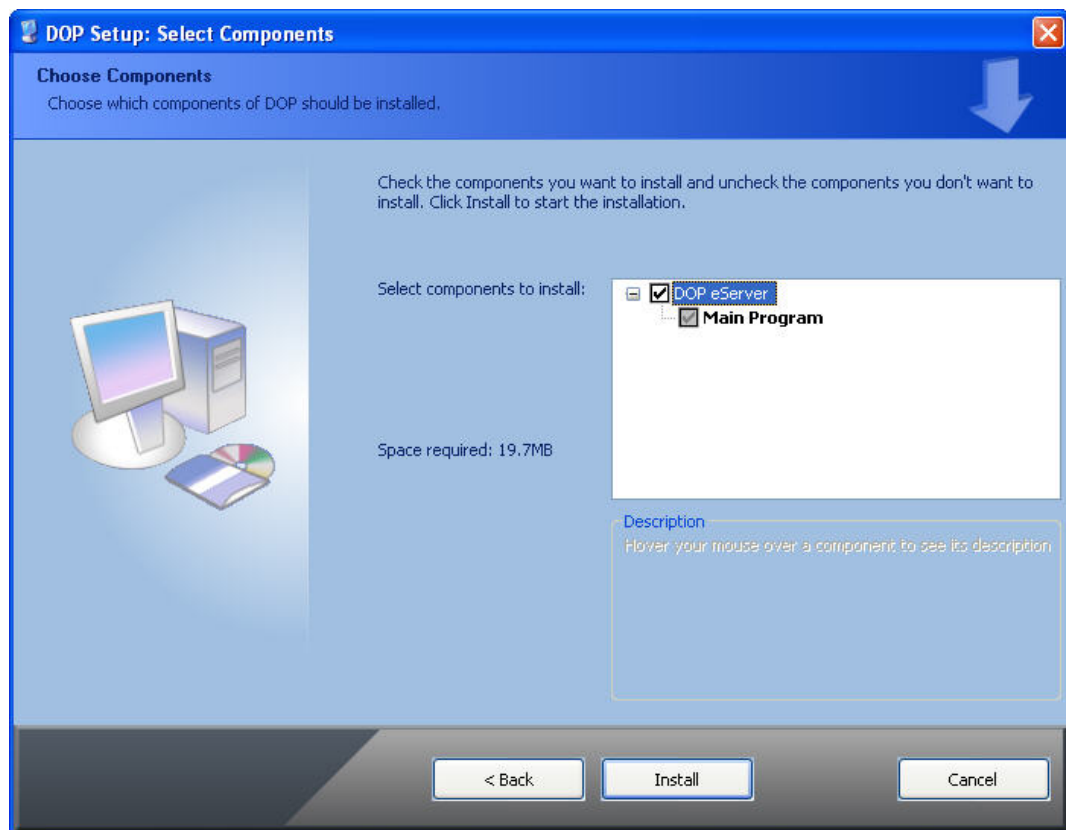 DOP Setup: Select Components
Choose Components
Choose which components of DOP should be installed.
Check the components you want to install and uncheck the components you don't want to
install. Click Install to start the installation.
Select components to install:
DOP eServer
Main Program
Space required: 19.7MB
Description
Hover your mouse over a component to see its description
< Back
Install
Cancel